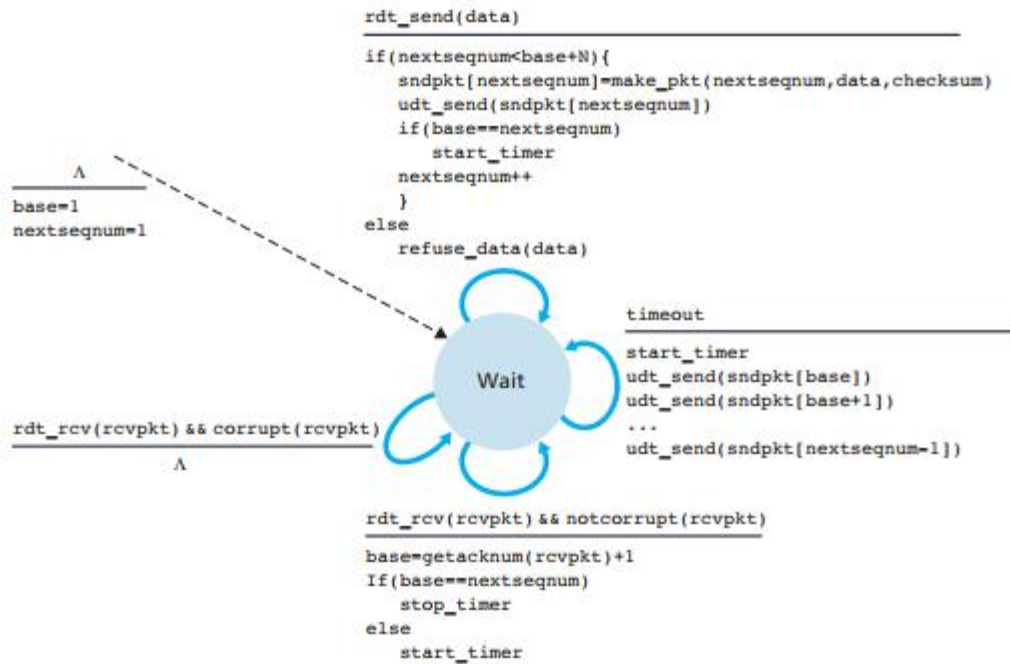 rdt_send(data)
if(nextseqnum<base+N){
sndpkt[nextseqnum]=make_pkt(nextseqnum,data,checksum)
udt_send(sndpkt[nextseqnum])
if(base==nextseqnum)
start_timer
nextseqnum++
}
else
refuse_data(data)
Λ
base=1
nextseqnum=1
Wait
timeout
start_timer
udt_send(sndpkt[base])
udt_send(sndpkt[base+1])
...
udt_send(sndpkt[nextseqnum-1])
rdt_rcv(rcvpkt) && corrupt(rcvpkt)
Λ
rdt_rcv(rcvpkt) && notcorrupt(rcvpkt)
base=getacknum(rcvpkt)+1
If(base==nextseqnum)
stop_timer
else
start_timer